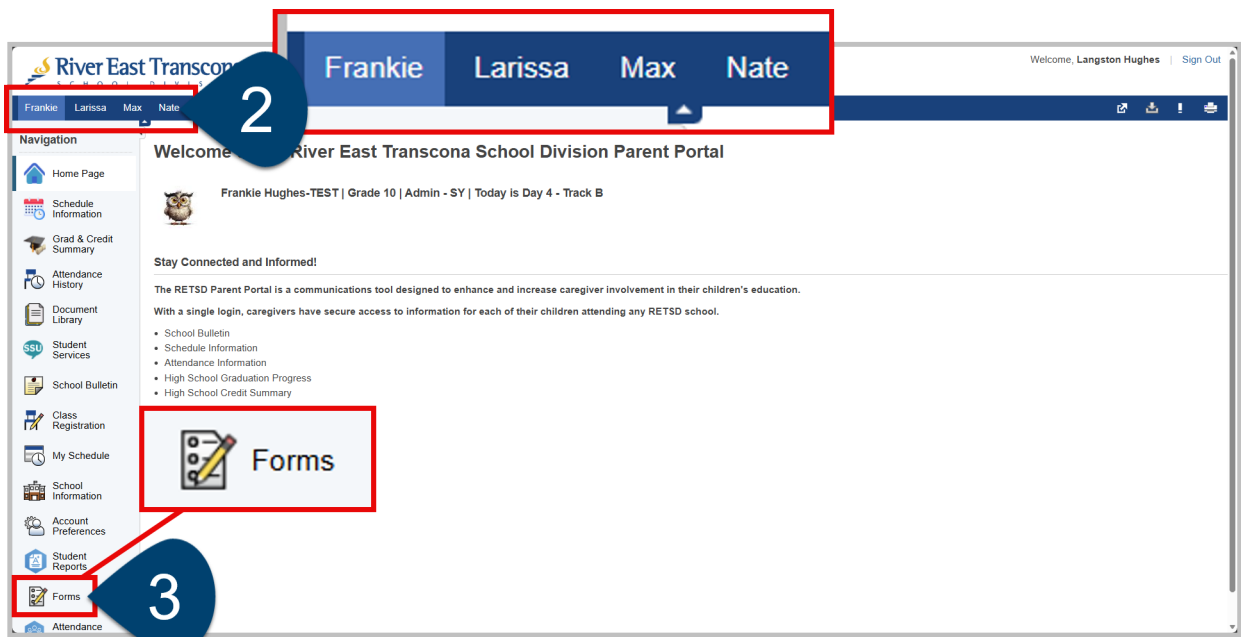 Frankie Larissa Max Nate
River East Transcon
SCHOOL DIVIS
Welcome, Langston Hughes | Sign Out
Frankie Larissa Max Nate
2
Navigation
Welcome River East Transcona School Division Parent Portal
Home Page
Frankie Hughes-TEST | Grade 10 | Admin - SY | Today is Day 4 - Track B
Schedule
Information
Grad & Credit
Summary
Stay Connected and Informed!
Attendance
History
The RETSD Parent Portal is a communications tool designed to enhance and increase caregiver involvement in their children's education.
Document
Library
With a single login, caregivers have secure access to information for each of their children attending any RETSD school.
• School Bulletin
• Schedule Information
• Attendance Information
• High School Graduation Progress
• High School Credit Summary
SSU
Student
Services
School Bulletin
Class
Registration
My Schedule
School
Information
Account
Preferences
Student
Reports
Forms
Forms
3
Attendance